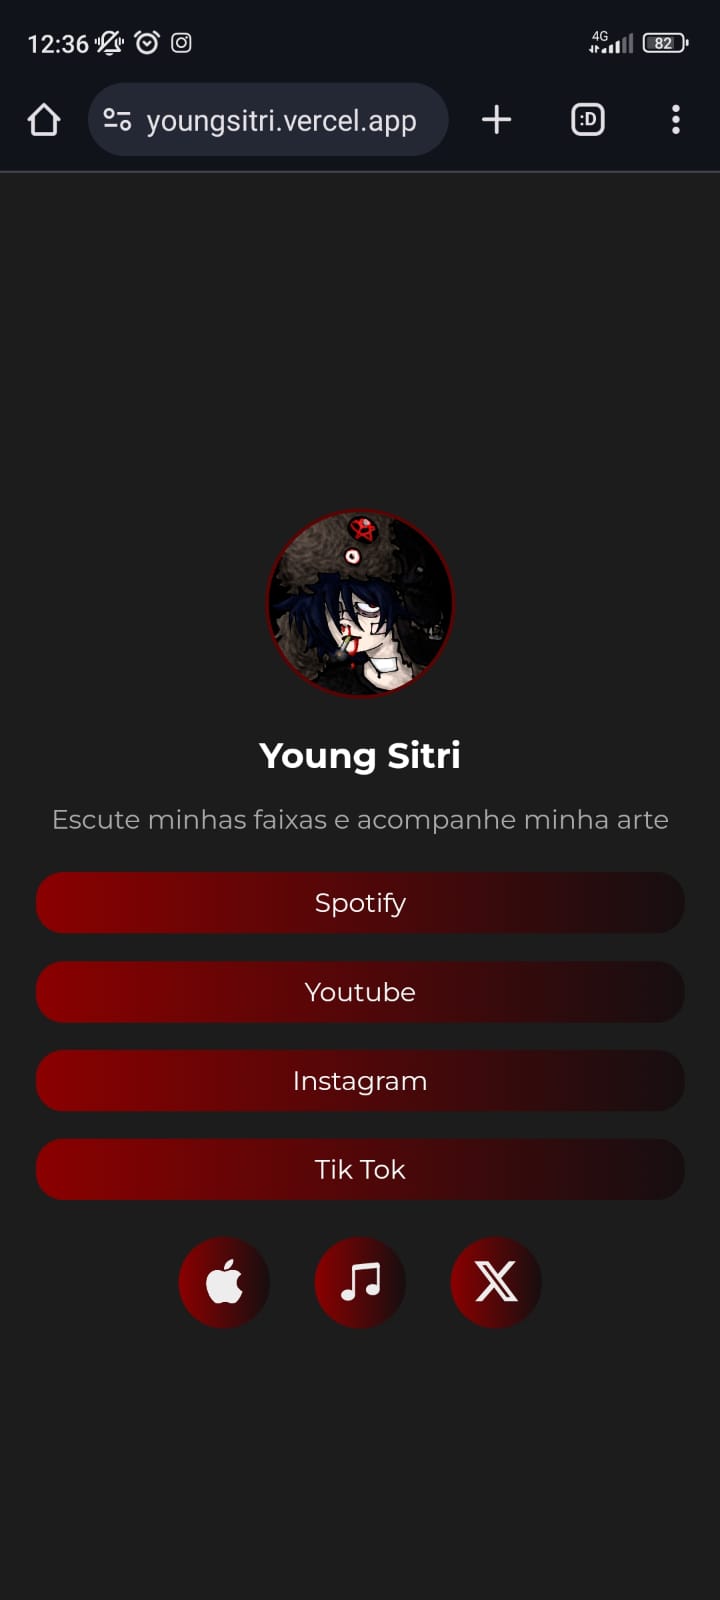 12:36
4G
82
youngsitri.vercel.app
:D
Young Sitri
Escute minhas faixas e acompanhe minha arte
Spotify
Youtube
Instagram
Tik Tok